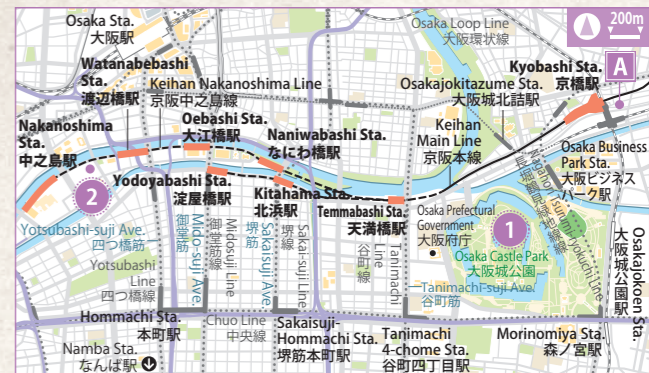 Osaka Sta.
大阪駅
Osaka Loop Line
大阪環状線
200m
A
Watanabebashi
Sta.
渡辺橋駅
Keihan Nakanoshima Line
京阪中之島線
Osakajokitazume Sta.
大阪城北詰駅
Kyobashi Sta.
京橋駅
Nakanoshima
Sta.
中之島駅
Oebashi Sta.
大江橋駅
Naniwabashi Sta.
なにわ橋駅
Keihan
Main Line
京阪本線
Osaka Business
Park Sta.
大阪ビジネス
パーク駅
2
Yodoyabashi Sta.
淀屋橋駅
Kitahama Sta.
北浜駅
Temmabashi Sta.
天満橋駅
Osaka Prefectural
Government
大阪府庁
1
Osaka Castle Park
大阪城公園
Nagahori Tsurumi-ryokuchi Line
長堀鶴見緑地線
Osakajokoen Sta.
大阪城公園駅
Yotsubashi-suji Ave.
四つ橋筋
Yotsubashi
Line
四つ橋線
御堂筋
Mido-suji Ave.
御堂筋線
Midosuji Line
堺筋
Sakaisuji Ave.
堺筋線
Sakai-suji Line
谷町線
Tanimachi
Line
Tanimachi-suji Ave.
谷町筋
Hommachi Sta.
本町駅
Chuo Line
中央線
Sakaisuji-
Hommachi Sta.
堺筋本町駅
Tanimachi
4-chome Sta.
谷町四丁目駅
Morinomiya Sta.
森ノ宮駅
Namba Sta.
なんば駅